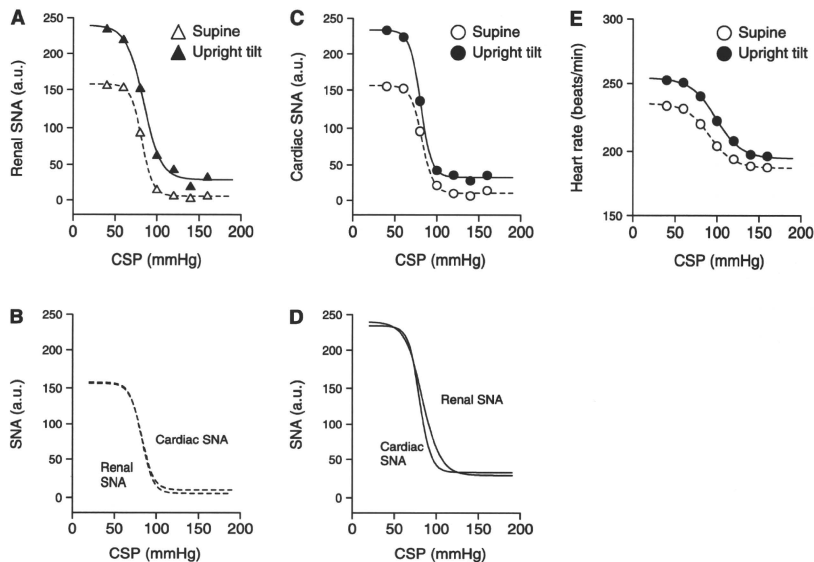 A
Renal SNA (a.u.)
250
200
150
100
50
0
Supine
Upright tilt
0 50 100 150 200
CSP (mmHg)
C
Cardiac SNA (a.u.)
250
200
150
100
50
0
Supine
Upright tilt
0 50 100 150 200
CSP (mmHg)
E
Heart rate (beats/min)
300
250
200
150
Supine
Upright tilt
0 50 100 150 200
CSP (mmHg)
B
SNA (a.u.)
250
200
150
100
50
0
Cardiac SNA
Renal
SNA
0 50 100 150 200
CSP (mmHg)
D
SNA (a.u.)
250
200
150
100
50
0
Renal SNA
Cardiac
SNA
0 50 100 150 200
CSP (mmHg)